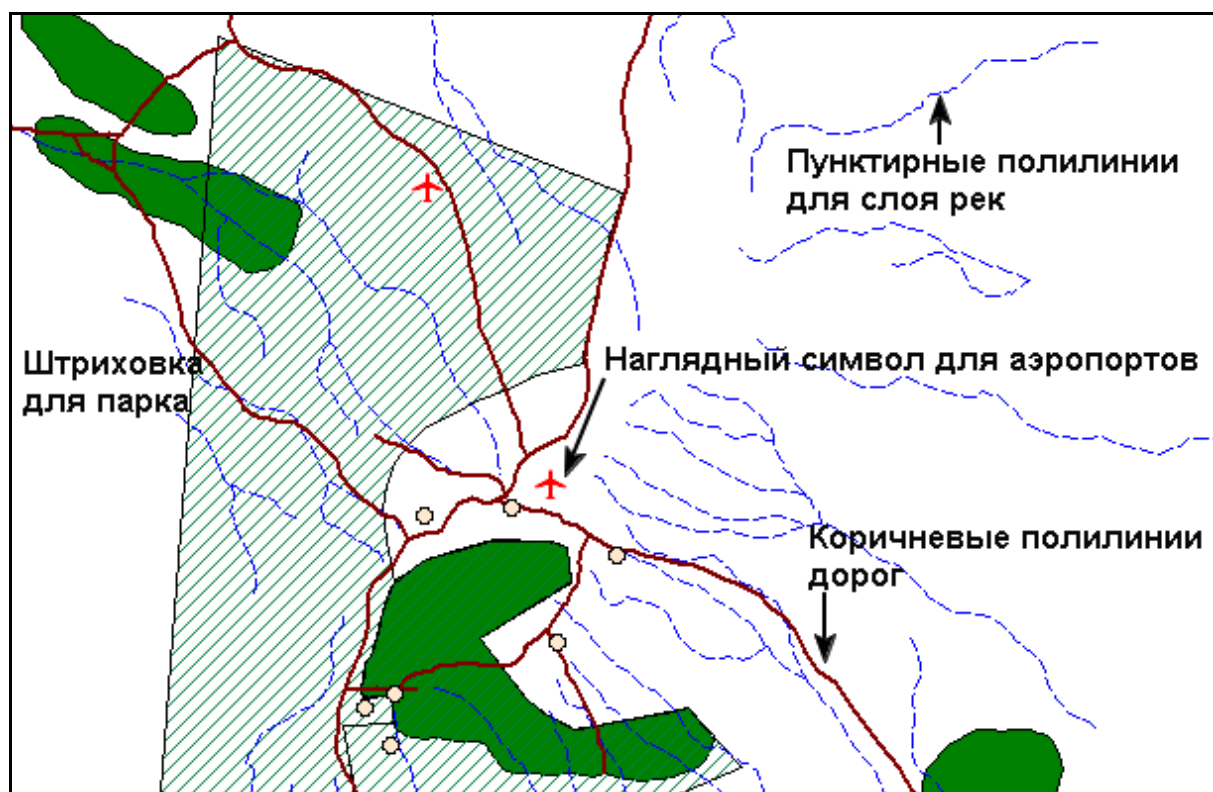 Пунктирные полилинии
для слоя рек
Штриховка
для парка
Наглядный символ для аэропортов
Коричневые полилинии
дорог